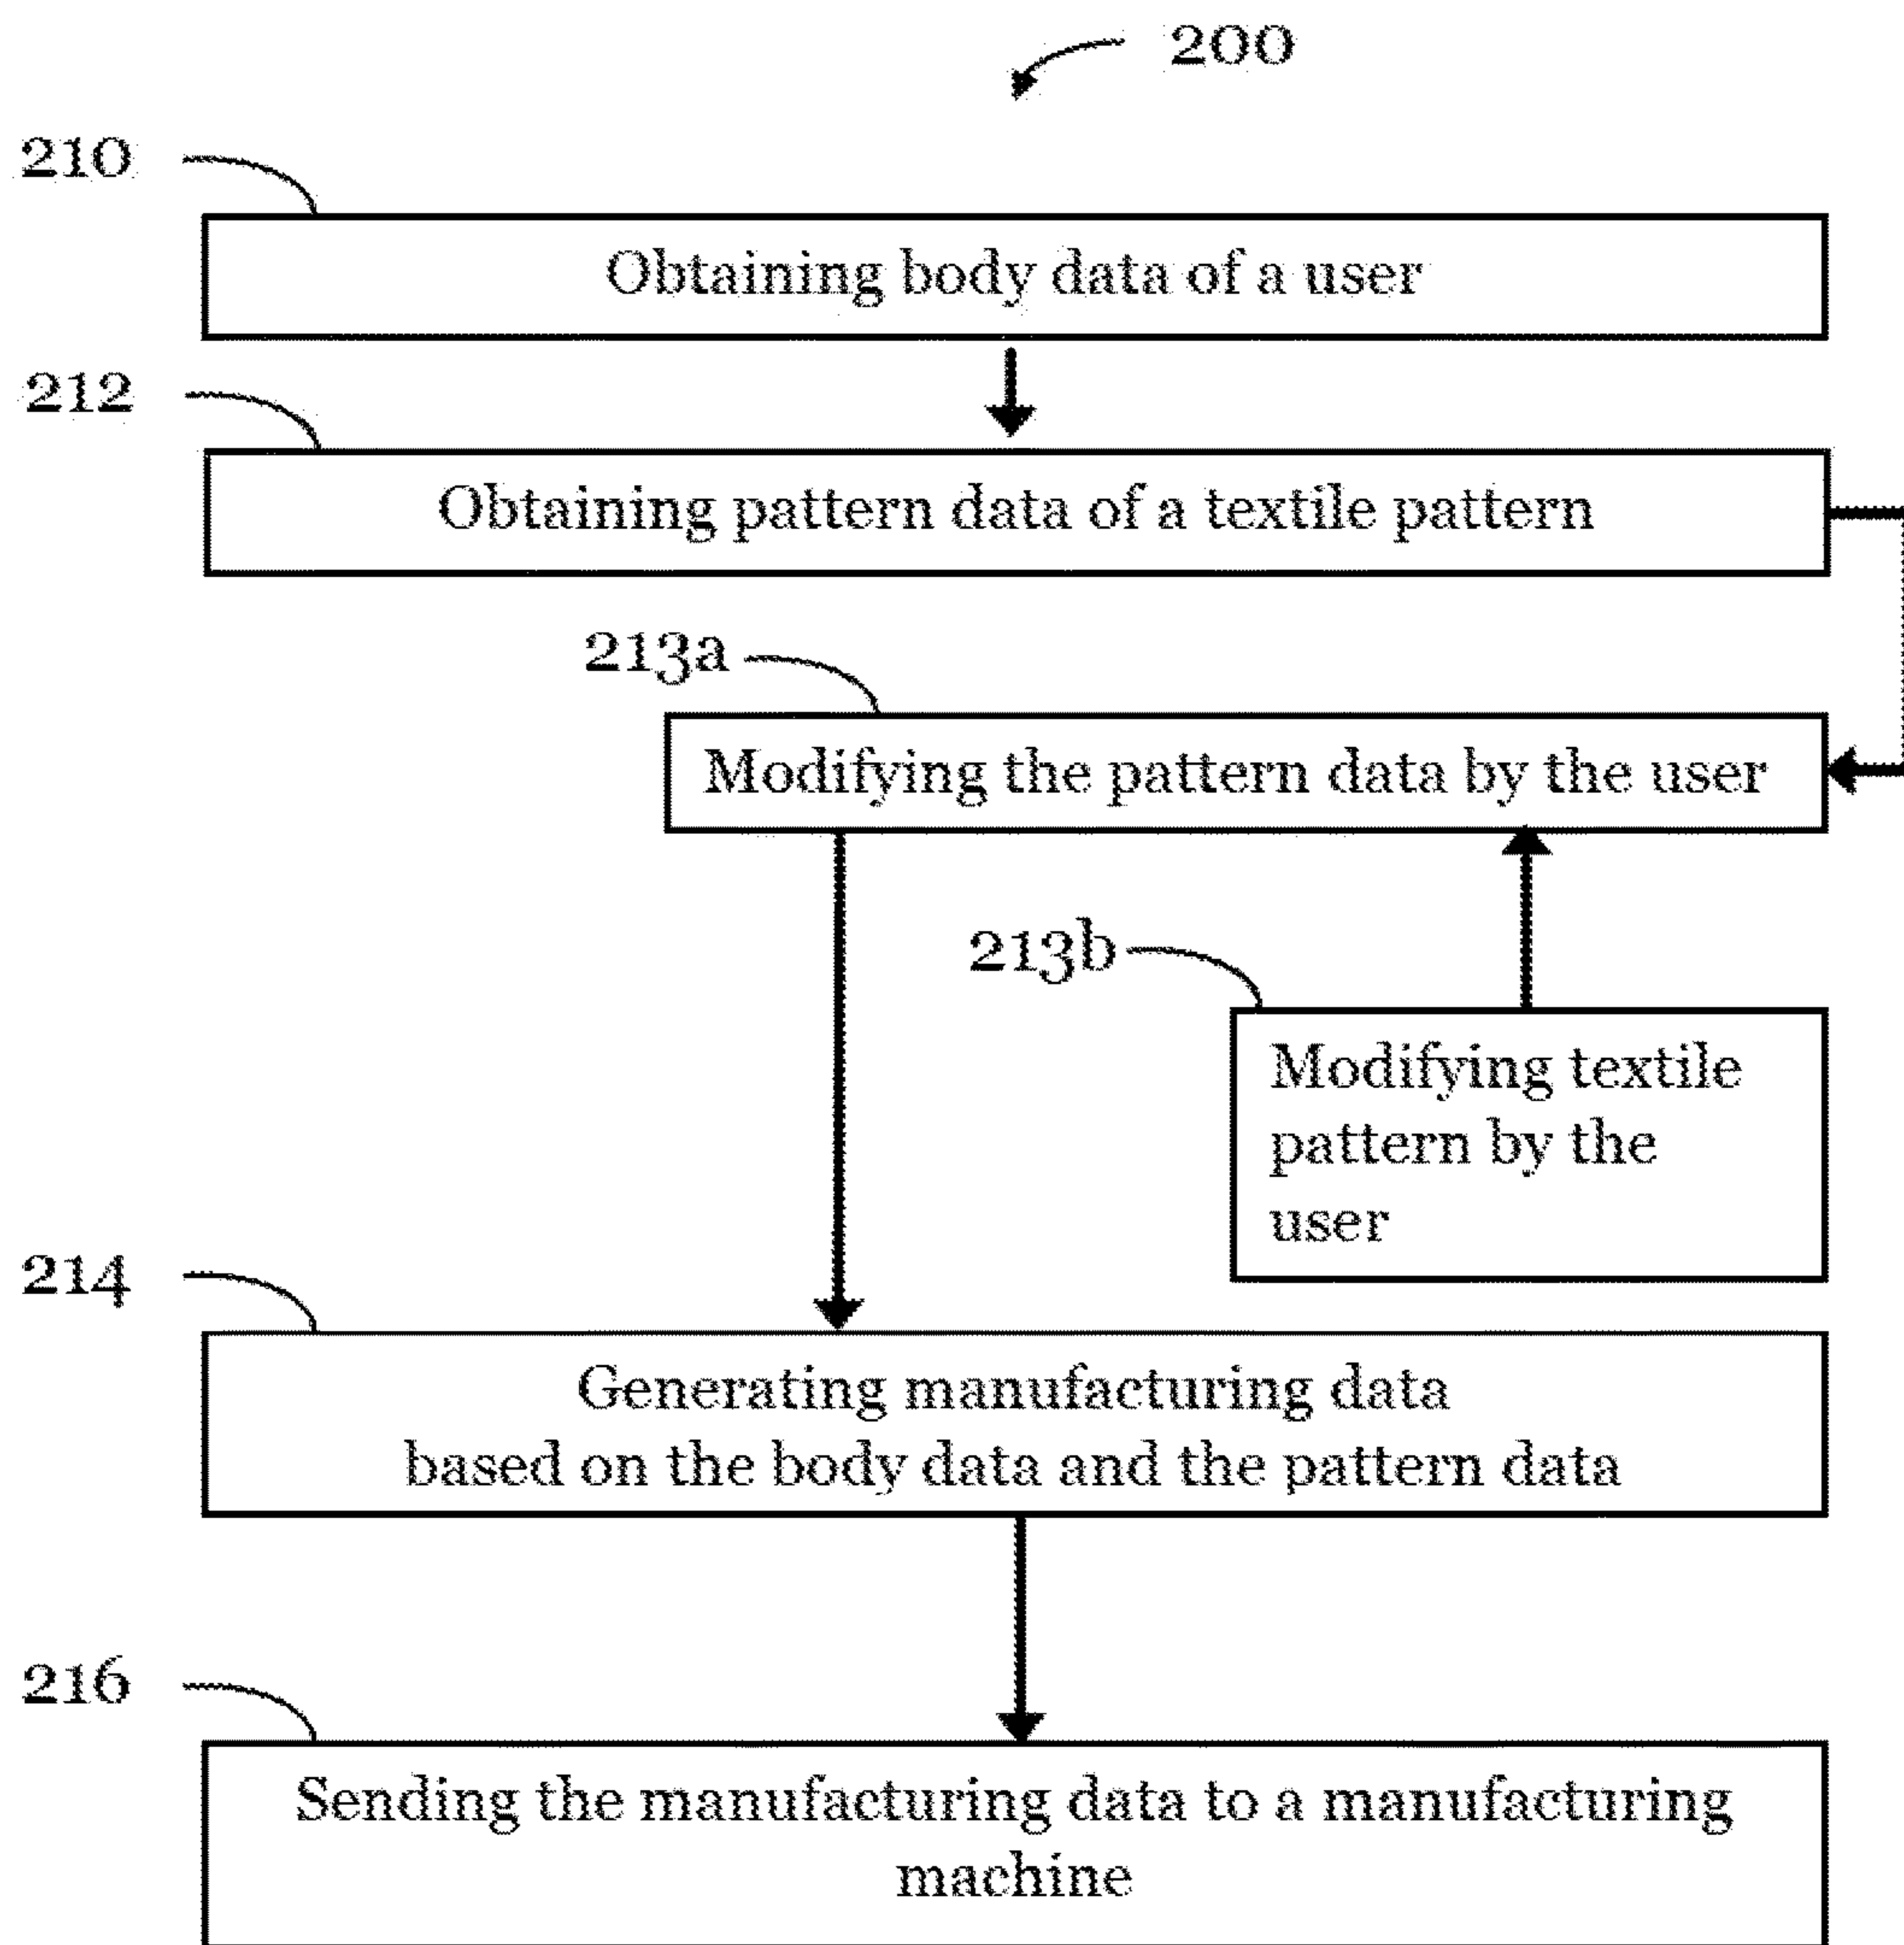 200
210
Obtaining body data of a user
212
Obtaining pattern data of a textile pattern
213a
Modifying the pattern data by the user
213b
Modifying textile
pattern by the
user
214
Generating manufacturing data
based on the body data and the pattern data
216
Sending the manufacturing data to a manufacturing
machine